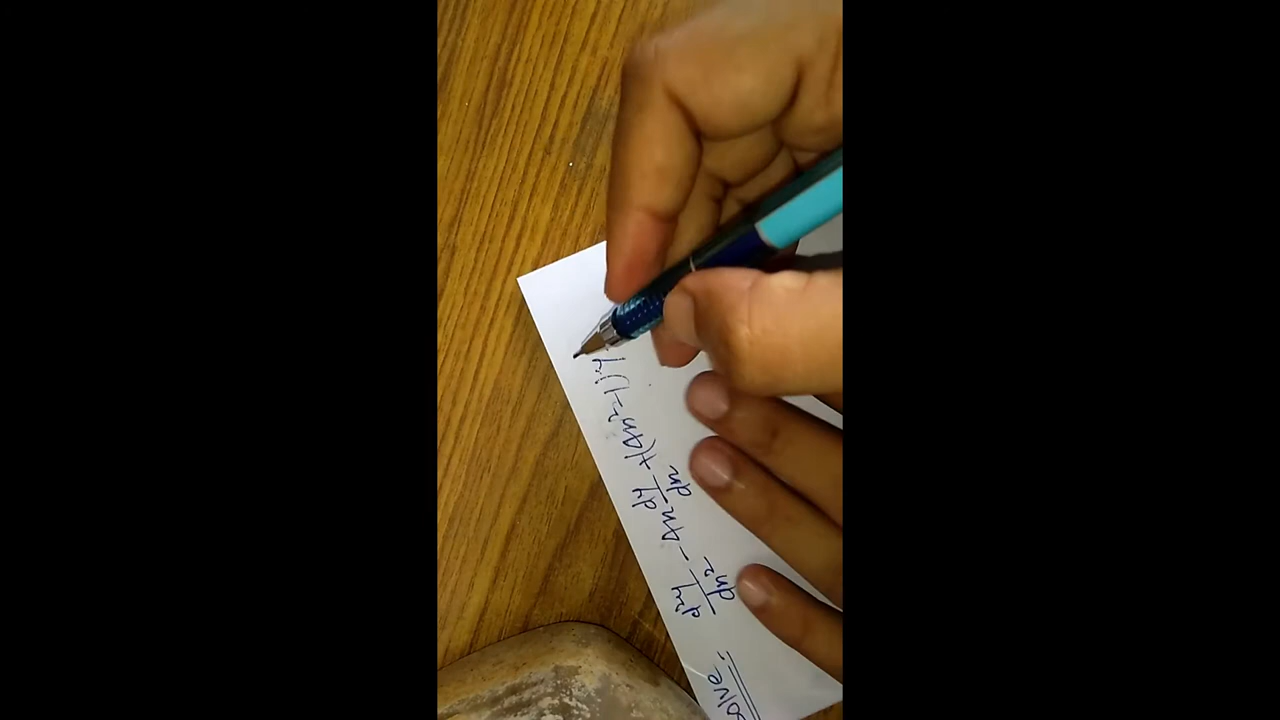 Solve :- d²y/dx² - 4x dy/dx + (4x² - 1)y